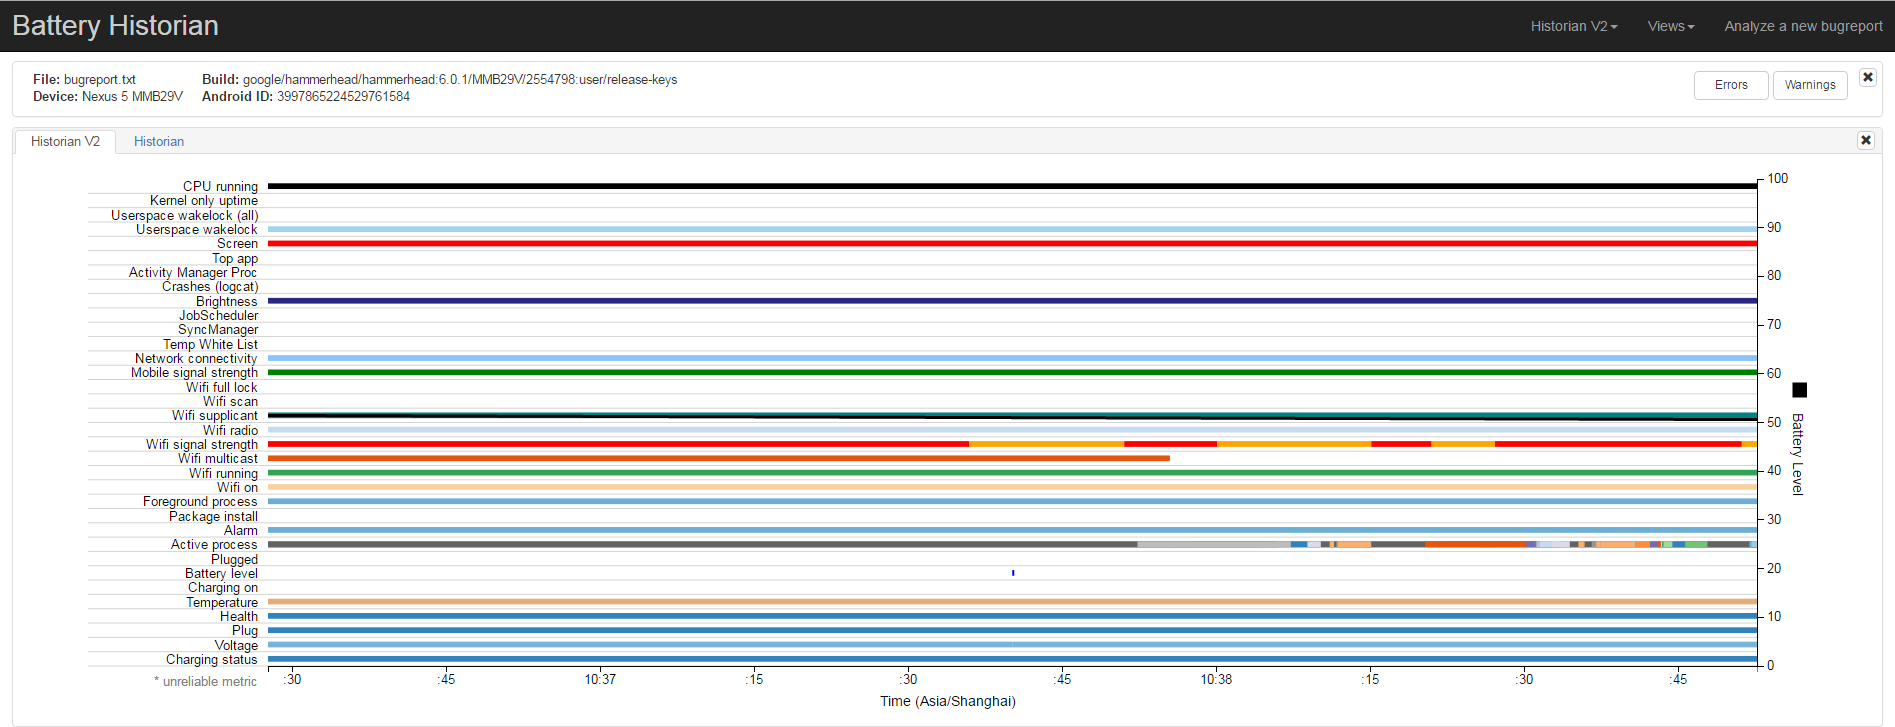 Battery Historian
Historian V2 Views Analyze a new bugreport
File: bugreport.txt Build: google/hammerhead/hammerhead:6.0.1/MMB29V/2554798:user/release-keys
Device: Nexus 5 MMB29V Android ID: 3997865224529761584
Errors Warnings
Historian V2 Historian
CPU running
Kernel only uptime
Userspace wakelock (all)
Userspace wakelock
Screen
Top app
Activity Manager Proc
Crashes (logcat)
Brightness
JobScheduler
SyncManager
Temp White List
Network connectivity
Mobile signal strength
Wifi full lock
Wifi scan
Wifi supplicant
Wifi radio
Wifi signal strength
Wifi multicast
Wifi running
Wifi on
Foreground process
Package install
Alarm
Active process
Plugged
Battery level
Charging on
Temperature
Health
Plug
Voltage
Charging status
* unreliable metric
100
90
80
70
60
50
40
30
20
10
0
Battery Level
:30 :45 10:37 :15 :30 :45 10:38 :15 :30 :45
Time (Asia/Shanghai)